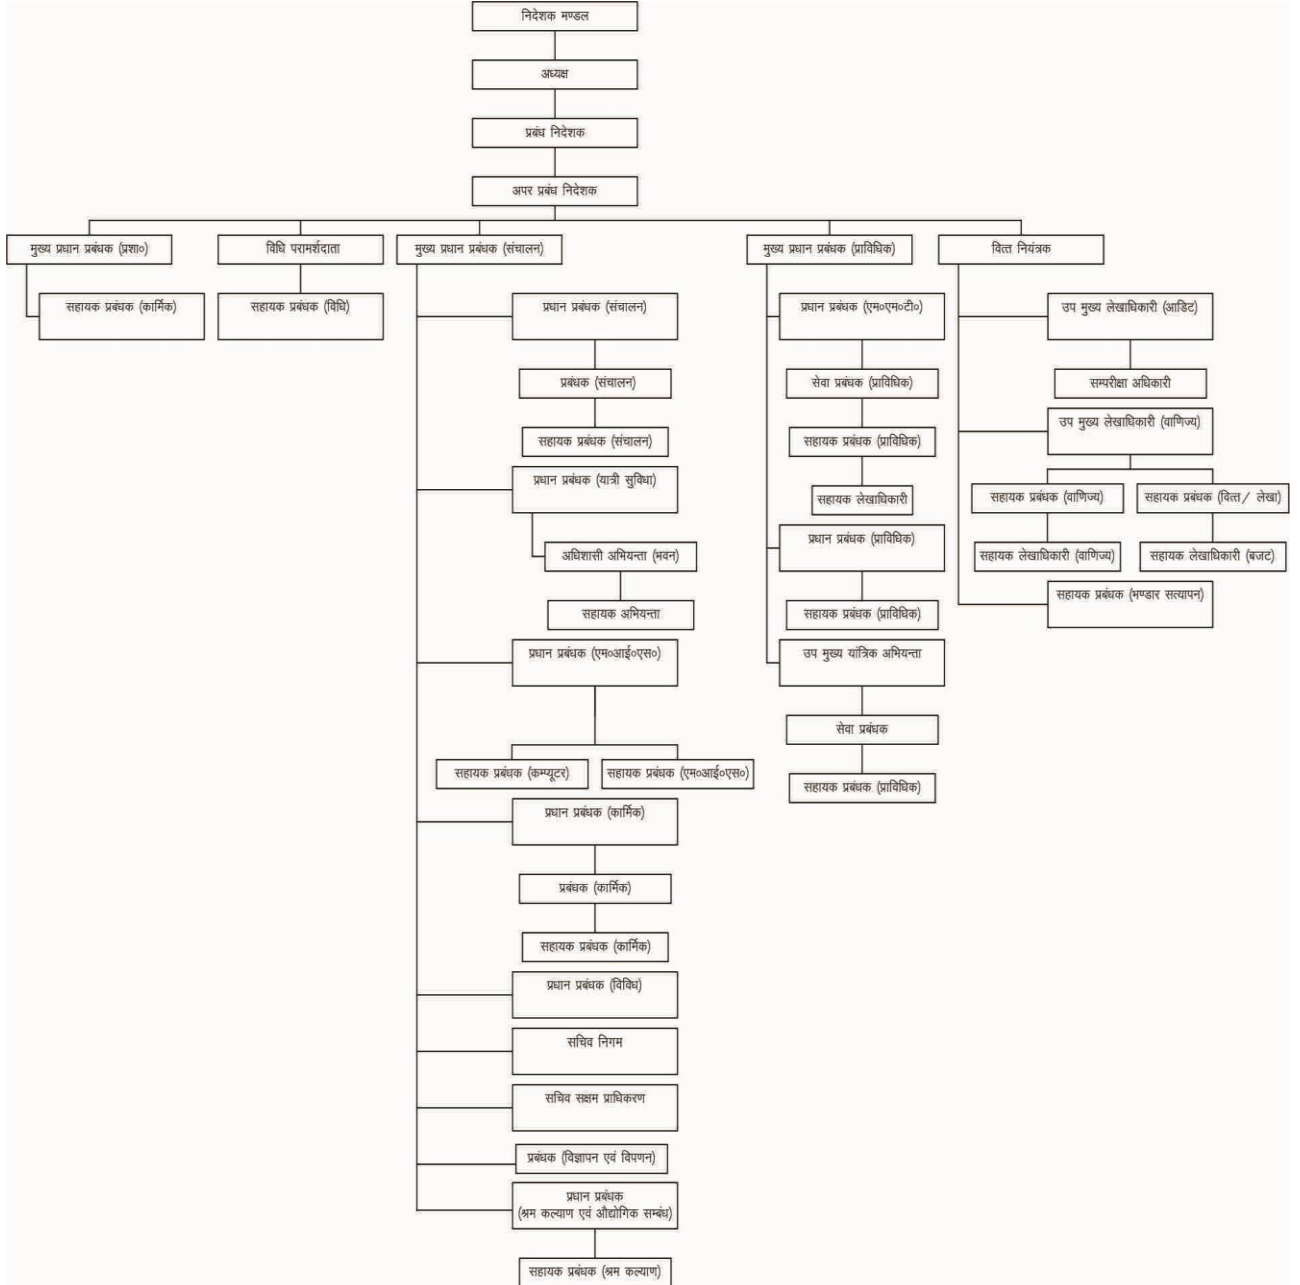 निदेशक मण्डल
अध्यक्ष
प्रबंध निदेशक
अपर प्रबंध निदेशक
मुख्य प्रधान प्रबंधक (प्रशा०)
विधि परामर्शदाता
मुख्य प्रधान प्रबंधक (संचालन)
मुख्य प्रधान प्रबंधक (प्राविधिक)
वित्त नियंत्रक
सहायक प्रबंधक (कार्मिक)
सहायक प्रबंधक (विधि)
प्रधान प्रबंधक (संचालन)
प्रबंधक (संचालन)
सहायक प्रबंधक (संचालन)
प्रधान प्रबंधक (यात्री सुविधा)
अधिशासी अभियन्ता (भवन)
सहायक अभियन्ता
प्रधान प्रबंधक (एम०आई०एस०)
सहायक प्रबंधक (कम्प्यूटर)
सहायक प्रबंधक (एम०आई०एस०)
प्रधान प्रबंधक (कार्मिक)
प्रबंधक (कार्मिक)
सहायक प्रबंधक (कार्मिक)
प्रधान प्रबंधक (विविध)
सचिव निगम
सचिव सक्षम प्राधिकरण
प्रबंधक (विज्ञापन एवं विपणन)
प्रधान प्रबंधक
(श्रम कल्याण एवं औद्योगिक सम्बंध)
सहायक प्रबंधक (श्रम कल्याण)
प्रधान प्रबंधक (एम०एम०टी०)
सेवा प्रबंधक (प्राविधिक)
सहायक प्रबंधक (प्राविधिक)
सहायक लेखाधिकारी
प्रधान प्रबंधक (प्राविधिक)
सहायक प्रबंधक (प्राविधिक)
उप मुख्य यांत्रिक अभियन्ता
सेवा प्रबंधक
सहायक प्रबंधक (प्राविधिक)
उप मुख्य लेखाधिकारी (आडिट)
सम्परीक्षा अधिकारी
उप मुख्य लेखाधिकारी (वाणिज्य)
सहायक प्रबंधक (वाणिज्य)
सहायक प्रबंधक (वित्त/ लेखा)
सहायक लेखाधिकारी (वाणिज्य)
सहायक लेखाधिकारी (बजट)
सहायक प्रबंधक (भण्डार सत्यापन)